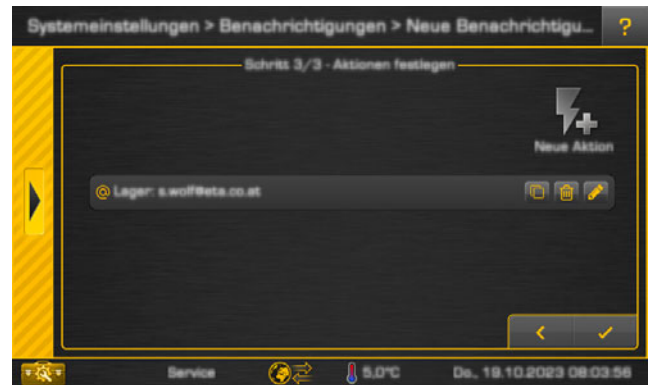 Systemeinstellungen > Benachrichtigungen > Neue Benachrichtigu...
?
Schritt 3/3 - Aktionen festlegen
Neue Aktion
@ Lager: s.wolf@eta.co.at
Service
5,0°C
Do., 19.10.2023 08:03:56